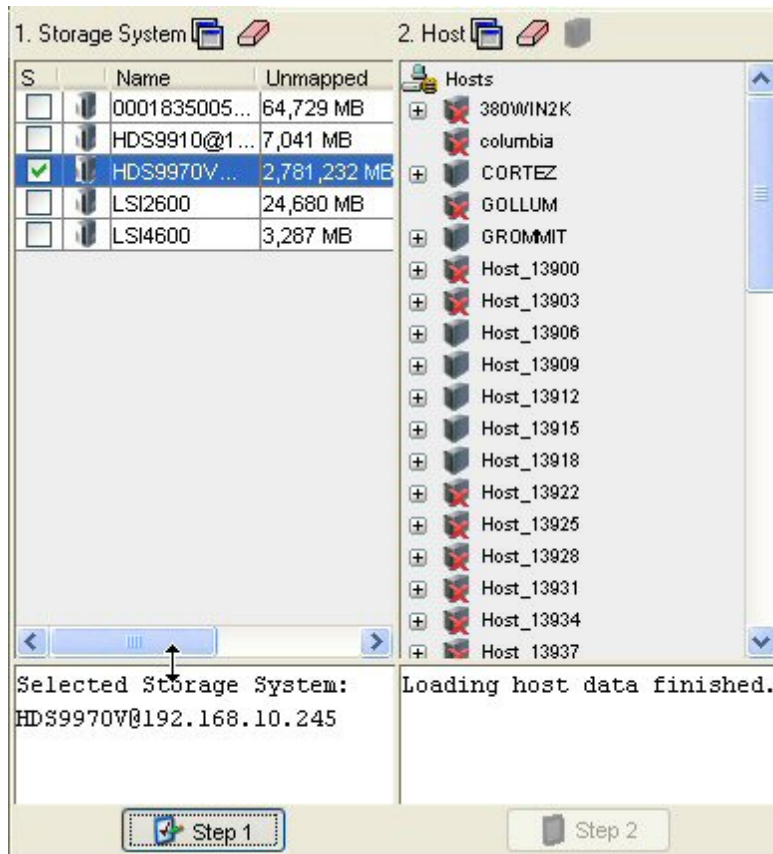 1. Storage System
S Name Unmapped
0001835005... 64,729 MB
HDS9910@1... 7,041 MB
HDS9970V... 2,781,232 MB
LSI2600 24,680 MB
LSI4600 3,287 MB
Selected Storage System:
HDS9970V@192.168.10.245
Step 1
2. Host
Hosts
380WIN2K
columbia
CORTEZ
GOLLUM
GROMMIT
Host_13900
Host_13903
Host_13906
Host_13909
Host_13912
Host_13915
Host_13918
Host_13922
Host_13925
Host_13928
Host_13931
Host_13934
Host_13937
Loading host data finished.
Step 2